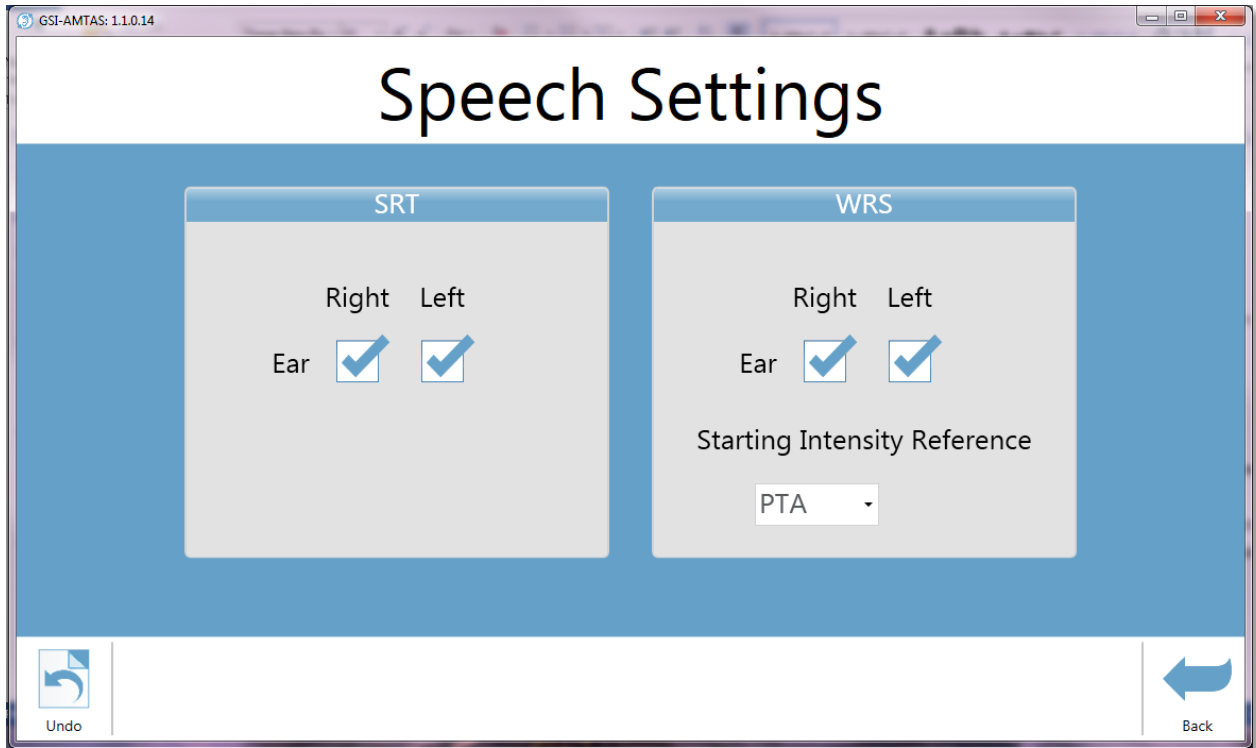 GSI-AMTAS: 1.1.0.14
Speech Settings
SRT
Right Left
Ear
WRS
Right Left
Ear
Starting Intensity Reference
PTA
Undo
Back